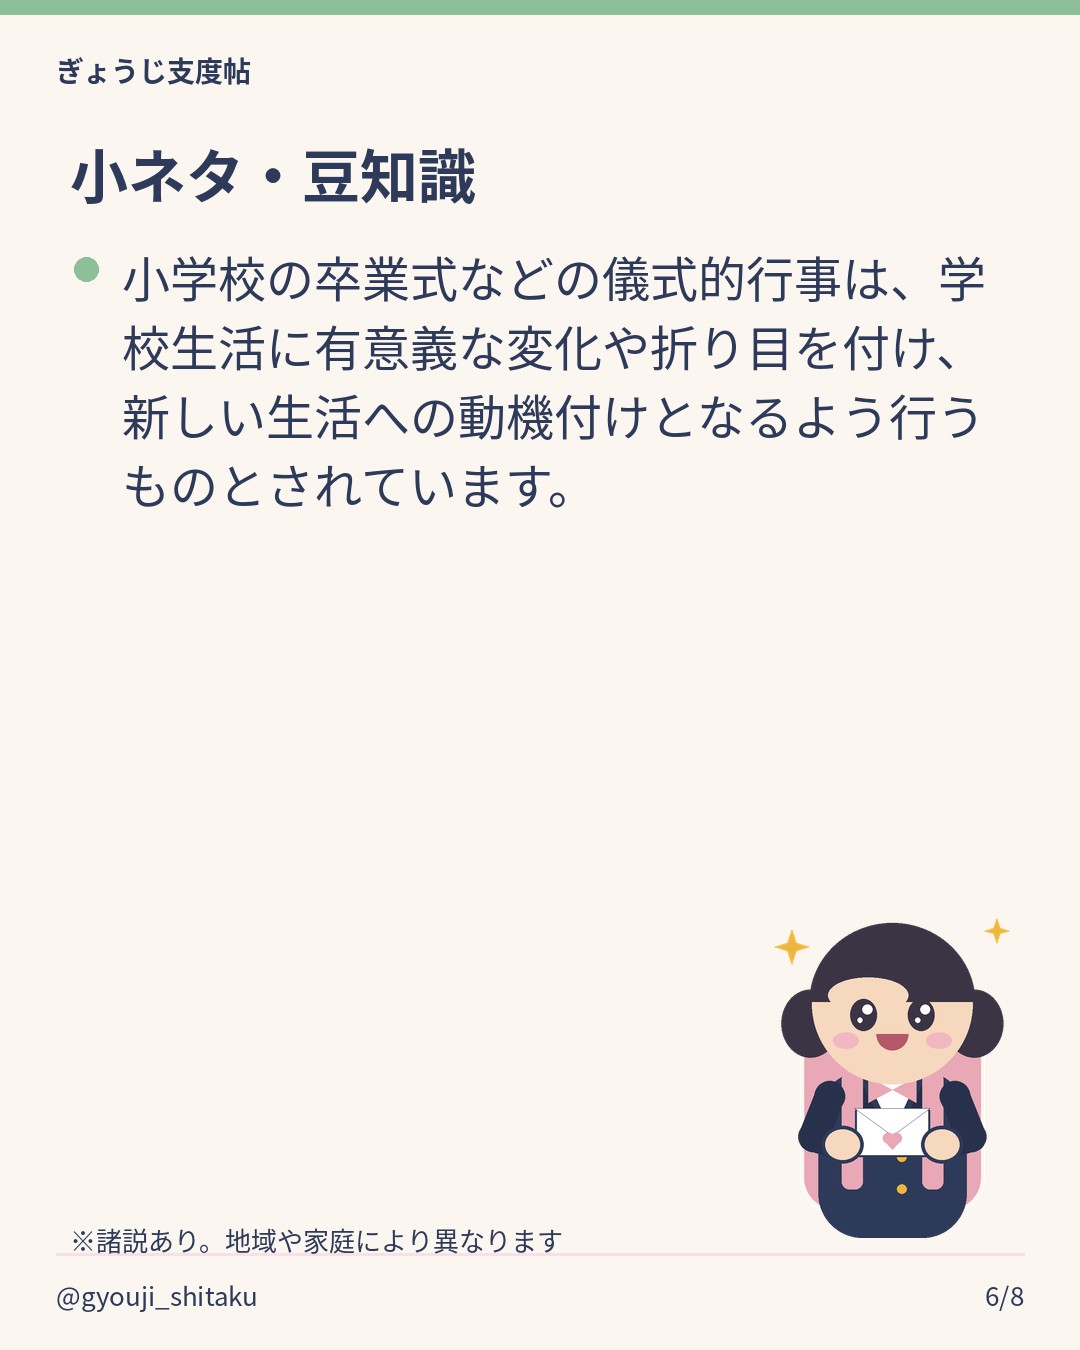 ぎょうじ支度帖
小ネタ・豆知識
小学校の卒業式などの儀式的行事は、学
校生活に有意義な変化や折り目を付け、
新しい生活への動機付けとなるよう行う
ものとされています。
※諸説あり。地域や家庭により異なります
@gyouji_shitaku
6/8